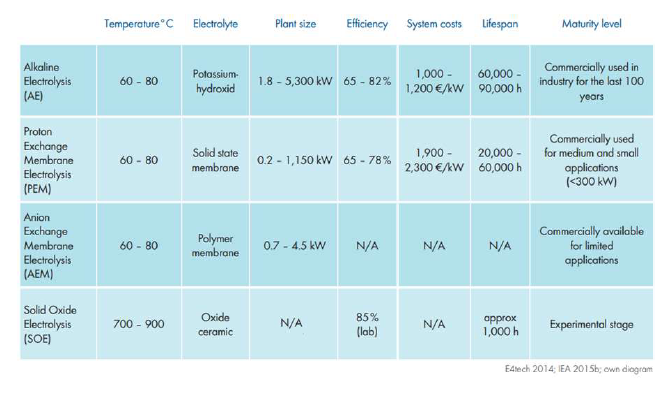 Temperature°C Electrolyte Plant size Efficiency System costs Lifespan Maturity level
Alkaline
Electrolysis
(AE)
60 – 80
Potassium-
hydroxid
1.8 – 5,300 kW
65 – 82%
1,000 –
1,200 €/kW
60,000 –
90,000 h
Commercially used in
industry for the last 100
years
Proton
Exchange
Membrane
Electrolysis
(PEM)
60 – 80
Solid state
membrane
0.2 – 1,150 kW
65 – 78%
1,900 –
2,300 €/kW
20,000 –
60,000 h
Commercially used
for medium and small
applications
(<300 kW)
Anion
Exchange
Membrane
Electrolysis
(AEM)
60 – 80
Polymer
membrane
0.7 – 4.5 kW
N/A
N/A
N/A
Commercially available
for limited
applications
Solid Oxide
Electrolysis
(SOE)
700 – 900
Oxide
ceramic
N/A
85%
(lab)
N/A
approx
1,000 h
Experimental stage
E4tech 2014; IEA 2015b; own diagram